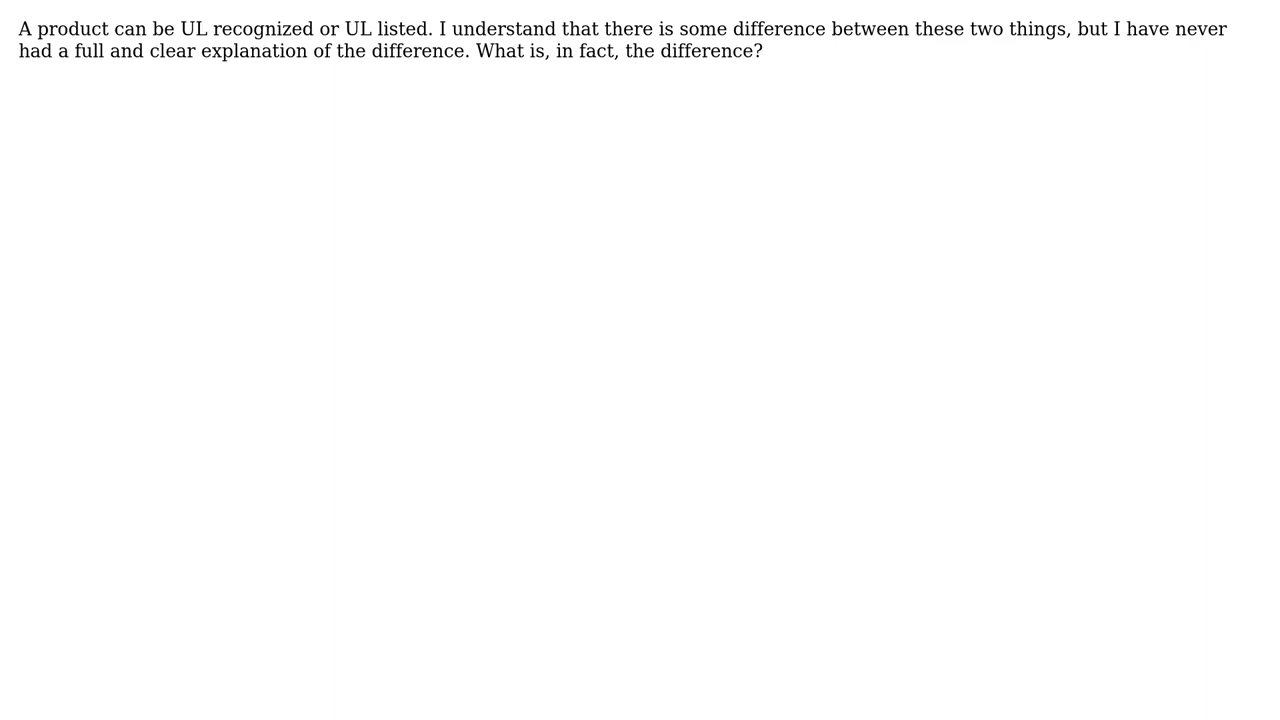 A product can be UL recognized or UL listed. I understand that there is some difference between these two things, but I have never
had a full and clear explanation of the difference. What is, in fact, the difference?